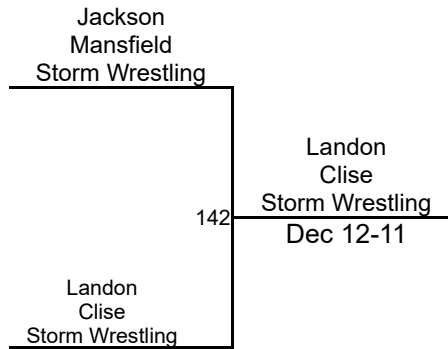 Jackson
Mansfield
Storm Wrestling
Landon
Clise
Storm Wrestling
142
Dec 12-11
Landon
Clise
Storm Wrestling